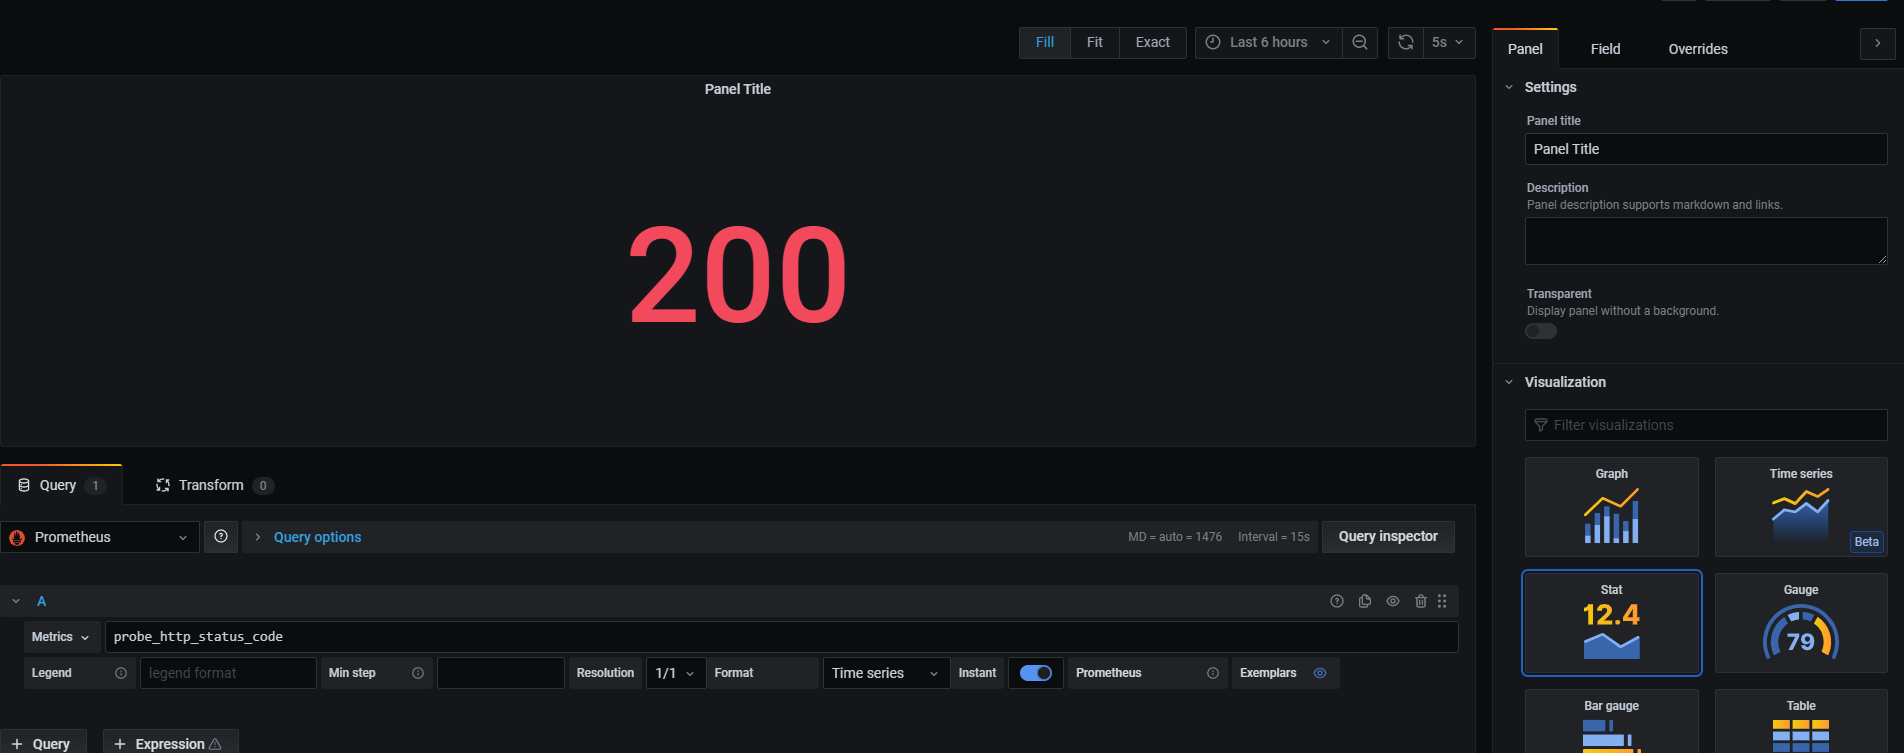 Fill Fit Exact Last 6 hours 5s
Panel Title
200
Query 1 Transform 0
Prometheus Query options MD = auto = 1476 Interval = 15s Query inspector
A
Metrics probe_http_status_code
Legend legend format Min step Resolution 1/1 Format Time series Instant Prometheus Exemplars
+ Query + Expression
Panel Field Overrides
Settings
Panel title
Panel Title
Description
Panel description supports markdown and links.
Transparent
Display panel without a background.
Visualization
Filter visualizations
Graph Time series
Beta
Stat Gauge
12.4 79
Bar gauge Table